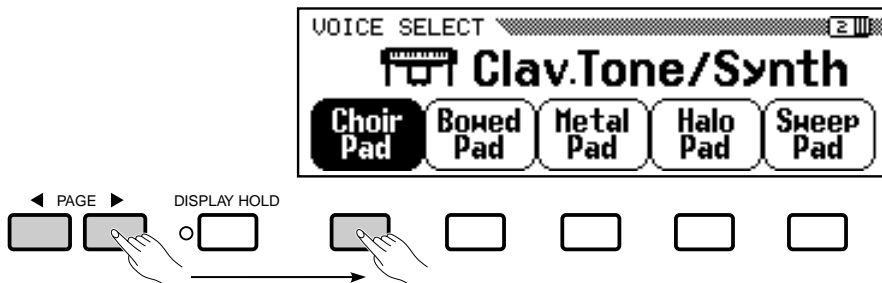 VOICE SELECT 2
Clav.Tone/Synth
Choir Pad
Bowed Pad
Metal Pad
Halo Pad
Sweep Pad
◀ PAGE ▶ DISPLAY HOLD